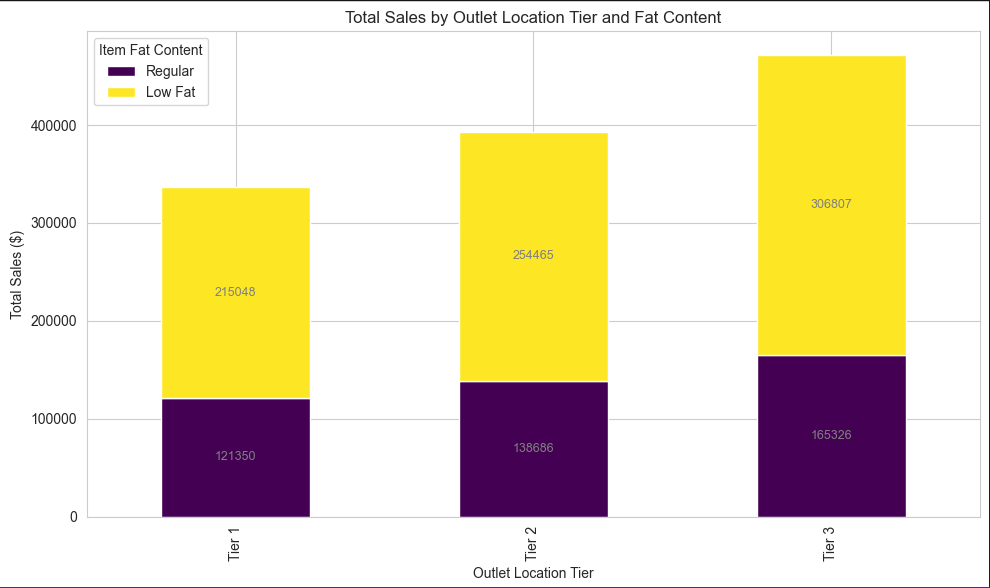 Total Sales by Outlet Location Tier and Fat Content
Item Fat Content
Regular
Low Fat
Total Sales ($)
400000
300000
200000
100000
0
215048
121350
254465
138686
306807
165326
Tier 1
Tier 2
Tier 3
Outlet Location Tier